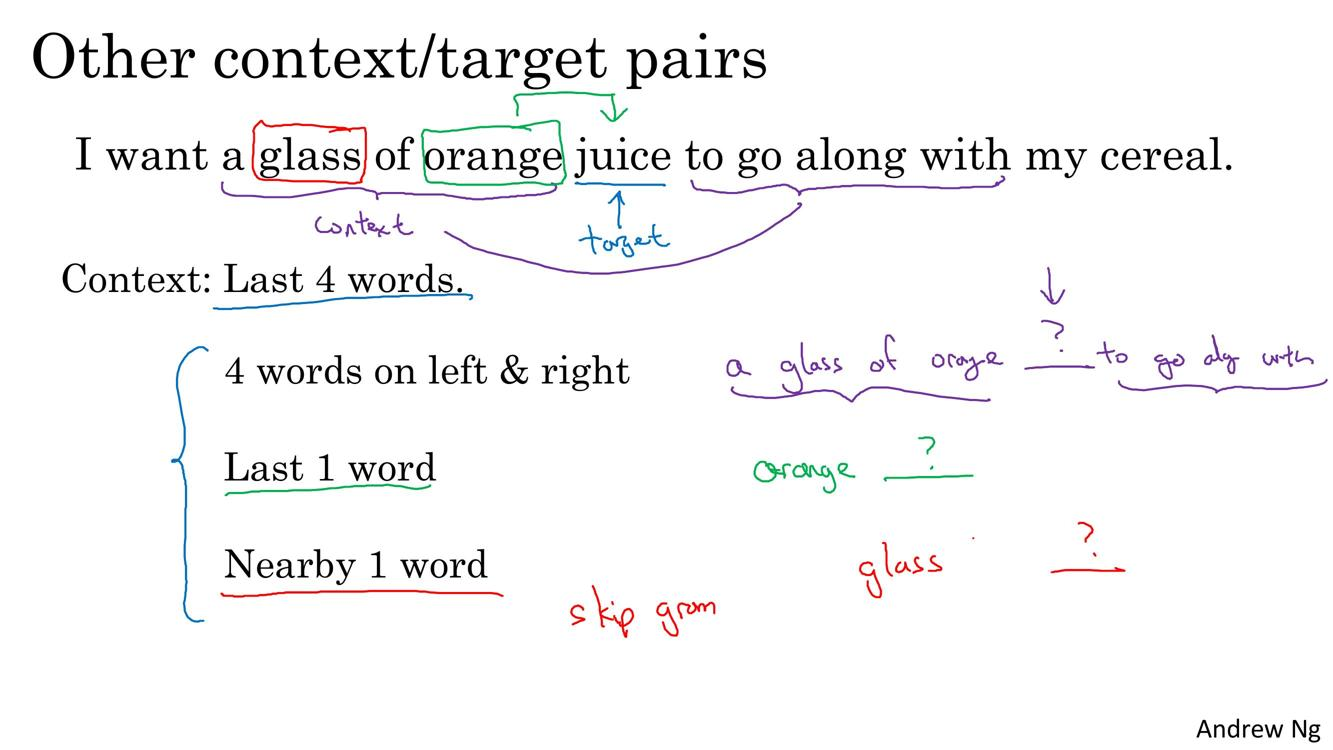 Other context/target pairs
I want a glass of orange juice to go along with my cereal.
context
target
Context: Last 4 words.
4 words on left & right
a glass of orange ? to go along with
Last 1 word
orange ?
Nearby 1 word
glass ?
skip gram
Andrew Ng